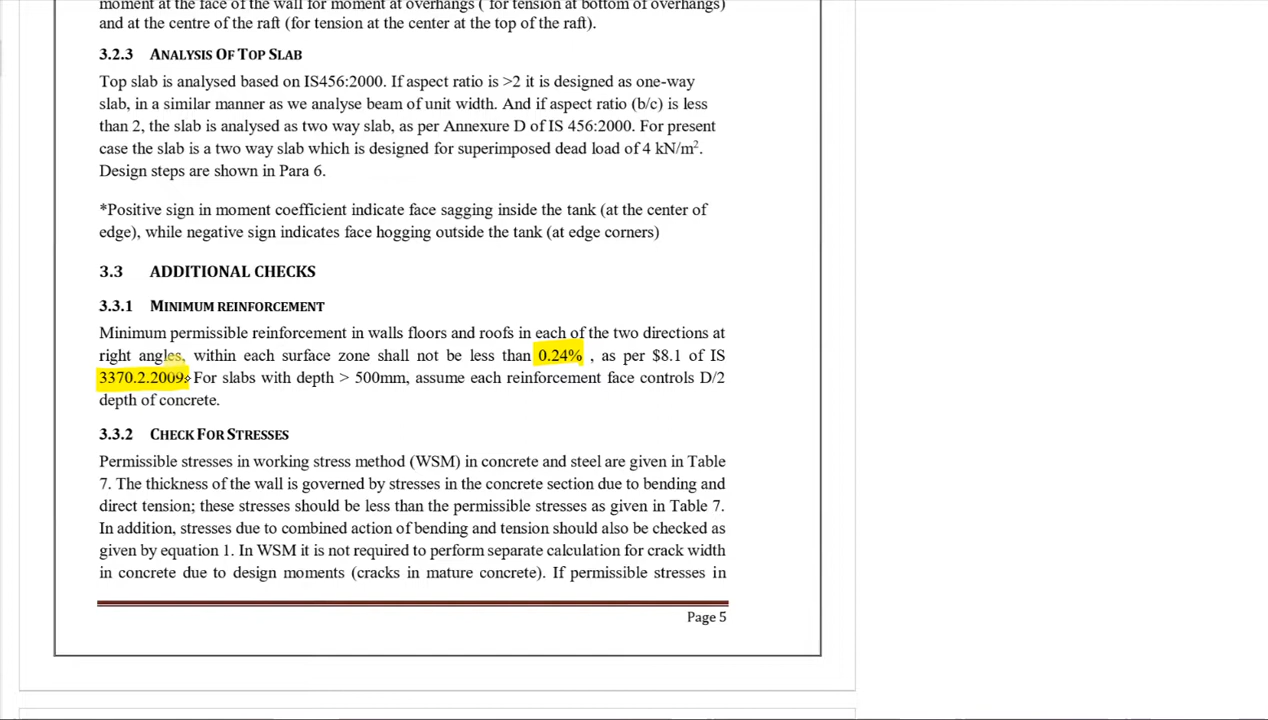 moment at the face of the wall for moment at overhangs ( for tension at bottom of overhangs)
and at the centre of the raft (for tension at the center at the top of the raft).
3.2.3 ANALYSIS OF TOP SLAB
Top slab is analysed based on IS456:2000. If aspect ratio is >2 it is designed as one-way
slab, in a similar manner as we analyse beam of unit width. And if aspect ratio (b/c) is less
than 2, the slab is analysed as two way slab, as per Annexure D of IS 456:2000. For present
case the slab is a two way slab which is designed for superimposed dead load of 4 kN/m².
Design steps are shown in Para 6.
*Positive sign in moment coefficient indicate face sagging inside the tank (at the center of
edge), while negative sign indicates face hogging outside the tank (at edge corners)
3.3 ADDITIONAL CHECKS
3.3.1 MINIMUM REINFORCEMENT
Minimum permissible reinforcement in walls floors and roofs in each of the two directions at
right angles, within each surface zone shall not be less than 0.24% , as per $8.1 of IS
3370.2.2009. For slabs with depth > 500mm, assume each reinforcement face controls D/2
depth of concrete.
3.3.2 CHECK FOR STRESSES
Permissible stresses in working stress method (WSM) in concrete and steel are given in Table
7. The thickness of the wall is governed by stresses in the concrete section due to bending and
direct tension; these stresses should be less than the permissible stresses as given in Table 7.
In addition, stresses due to combined action of bending and tension should also be checked as
given by equation 1. In WSM it is not required to perform separate calculation for crack width
in concrete due to design moments (cracks in mature concrete). If permissible stresses in
Page 5